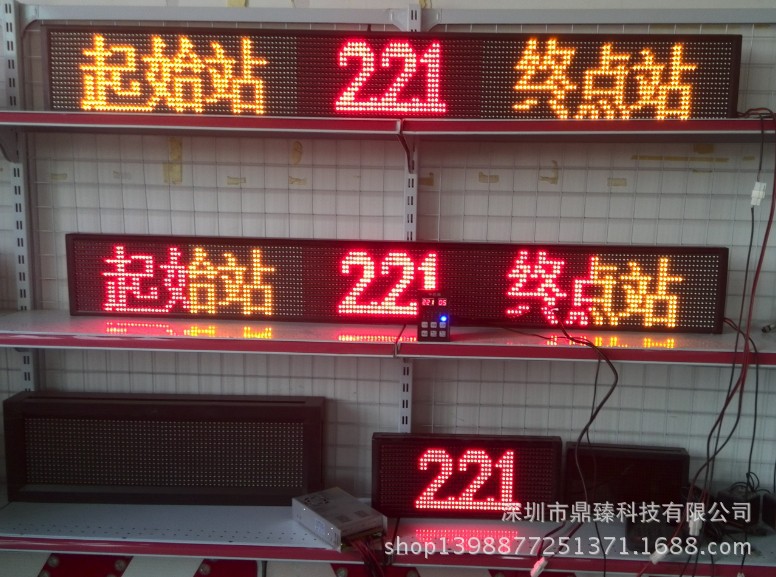 起始站 221 终点站
起始站 221 终点站
221 05
221
深圳市鼎臻科技有限公司
shop1398877251371.1688.com